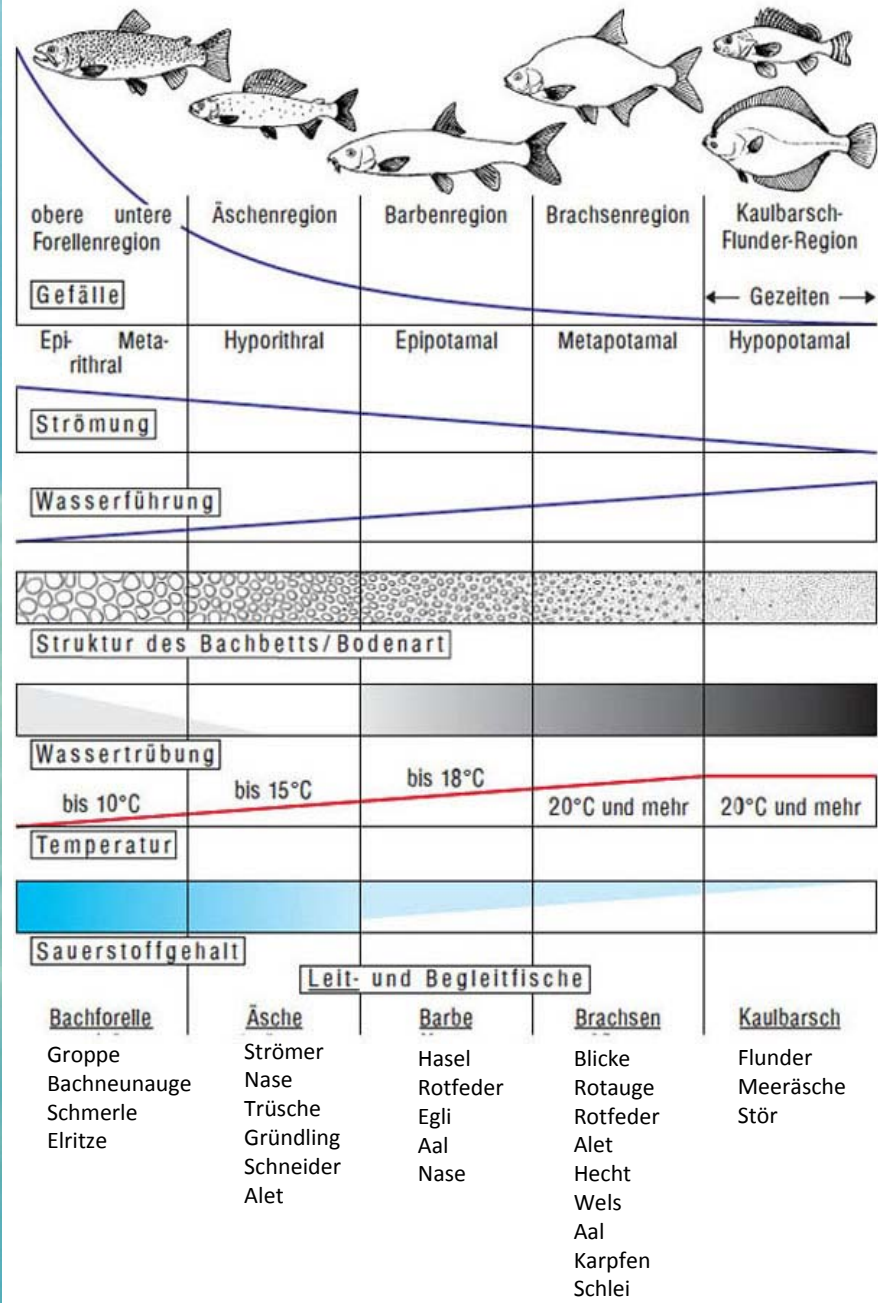 obere untere
Forellenregion
Äschenregion
Barbenregion
Brachsenregion
Kaulbarsch-
Flunder-Region
Gefälle
Gezeiten
Epi- Meta-
rithral
Hyporithral
Epipotamal
Metapotamal
Hypopotamal
Strömung
Wasserführung
Struktur des Bachbetts/Bodenart
Wassertrübung
bis 10°C
bis 15°C
bis 18°C
20°C und mehr
20°C und mehr
Temperatur
Sauerstoffgehalt
Leit- und Begleitfische
Bachforelle
Groppe
Bachneunauge
Schmerle
Elritze
Äsche
Strömer
Nase
Trüsche
Gründling
Schneider
Alet
Barbe
Hasel
Rotfeder
Egli
Aal
Nase
Brachsen
Blicke
Rotauge
Rotfeder
Alet
Hecht
Wels
Aal
Karpfen
Schlei
Kaulbarsch
Flunder
Meeräsche
Stör